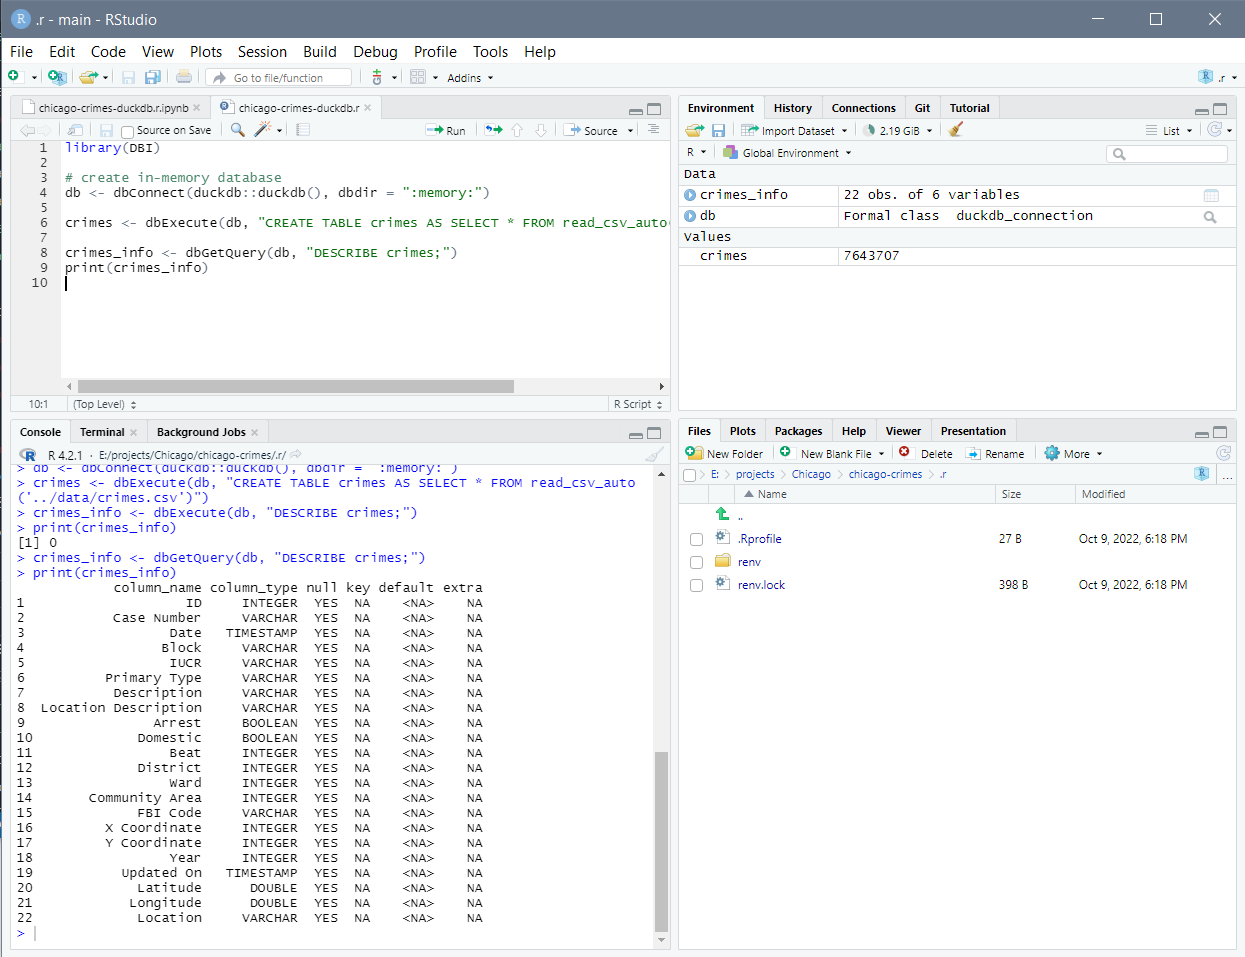 .r - main - RStudio
File Edit Code View Plots Session Build Debug Profile Tools Help
Go to file/function Addins .r
chicago-crimes-duckdb.r.ipynb chicago-crimes-duckdb.r
Source on Save Run Source
1 library(DBI)
2
3 # create in-memory database
4 db <- dbConnect(duckdb::duckdb(), dbdir = ":memory:")
5
6 crimes <- dbExecute(db, "CREATE TABLE crimes AS SELECT * FROM read_csv_auto(
7
8 crimes_info <- dbGetQuery(db, "DESCRIBE crimes;")
9 print(crimes_info)
10
10:1 (Top Level) R Script
Console Terminal Background Jobs
R 4.2.1 · E:/projects/Chicago/chicago-crimes/.r/
> db <- dbConnect(duckdb::duckdb(), dbdir = ":memory:")
> crimes <- dbExecute(db, "CREATE TABLE crimes AS SELECT * FROM read_csv_auto
('../data/crimes.csv')")
> crimes_info <- dbExecute(db, "DESCRIBE crimes;")
> print(crimes_info)
[1] 0
> crimes_info <- dbGetQuery(db, "DESCRIBE crimes;")
> print(crimes_info)
column_name column_type null key default extra
1 ID INTEGER YES NA <NA> NA
2 Case Number VARCHAR YES NA <NA> NA
3 Date TIMESTAMP YES NA <NA> NA
4 Block VARCHAR YES NA <NA> NA
5 IUCR VARCHAR YES NA <NA> NA
6 Primary Type VARCHAR YES NA <NA> NA
7 Description VARCHAR YES NA <NA> NA
8 Location Description VARCHAR YES NA <NA> NA
9 Arrest BOOLEAN YES NA <NA> NA
10 Domestic BOOLEAN YES NA <NA> NA
11 Beat INTEGER YES NA <NA> NA
12 District INTEGER YES NA <NA> NA
13 Ward INTEGER YES NA <NA> NA
14 Community Area INTEGER YES NA <NA> NA
15 FBI Code VARCHAR YES NA <NA> NA
16 X Coordinate INTEGER YES NA <NA> NA
17 Y Coordinate INTEGER YES NA <NA> NA
18 Year INTEGER YES NA <NA> NA
19 Updated On TIMESTAMP YES NA <NA> NA
20 Latitude DOUBLE YES NA <NA> NA
21 Longitude DOUBLE YES NA <NA> NA
22 Location VARCHAR YES NA <NA> NA
>
Environment History Connections Git Tutorial
Import Dataset 2.19 GiB List
R Global Environment
Data
crimes_info 22 obs. of 6 variables
db Formal class duckdb_connection
Values
crimes 7643707
Files Plots Packages Help Viewer Presentation
New Folder New Blank File Delete Rename More
E: projects Chicago chicago-crimes .r ...
Name Size Modified
..
.Rprofile 27 B Oct 9, 2022, 6:18 PM
renv
renv.lock 398 B Oct 9, 2022, 6:18 PM